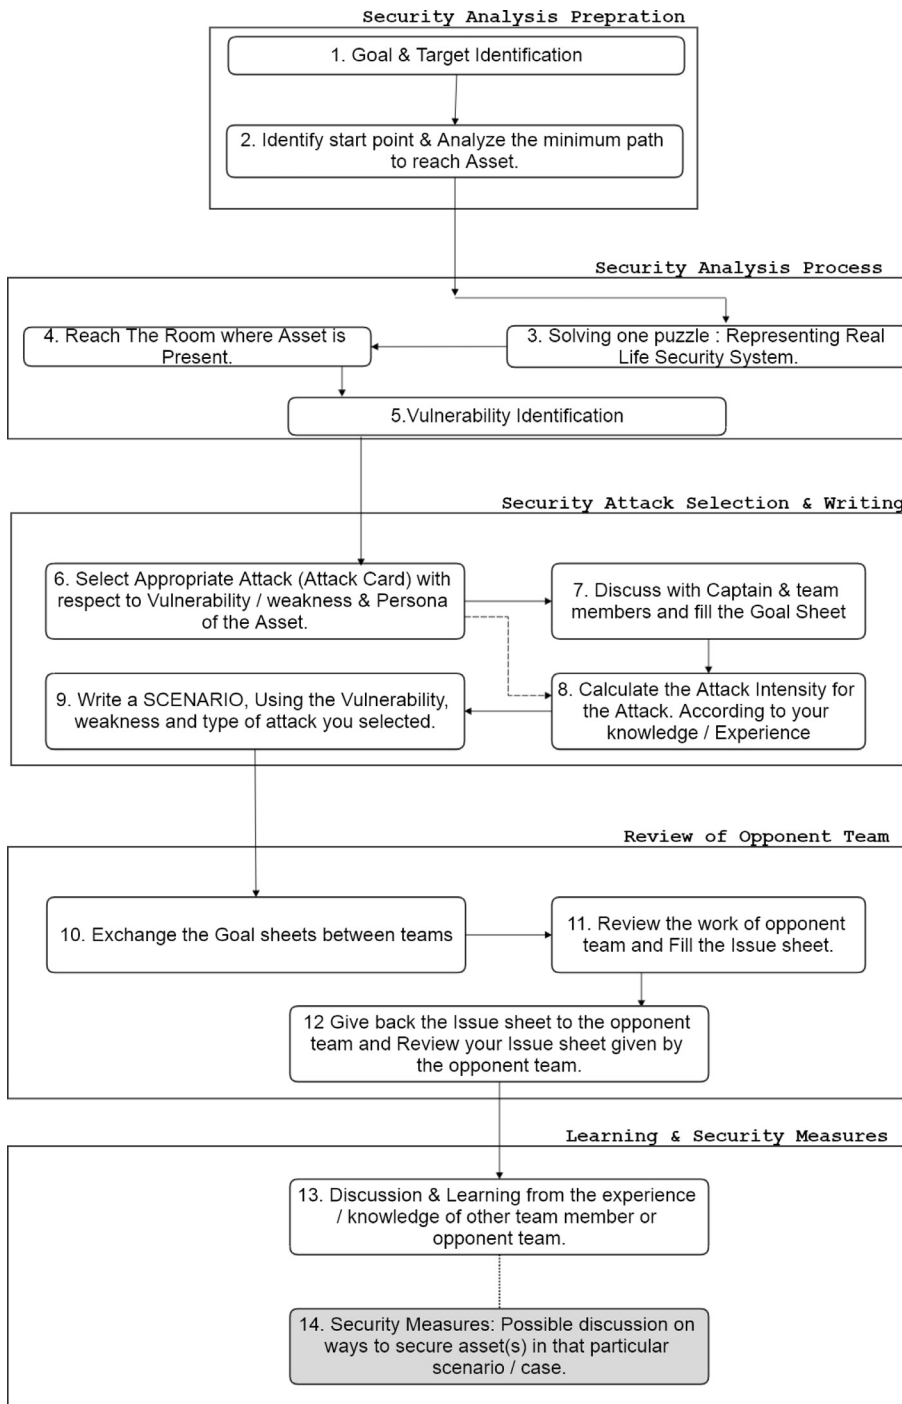 Security Analysis Prepration
1. Goal & Target Identification
2. Identify start point & Analyze the minimum path
to reach Asset.
Security Analysis Process
4. Reach The Room where Asset is
Present.
3. Solving one puzzle : Representing Real
Life Security System.
5.Vulnerability Identification
Security Attack Selection & Writing
6. Select Appropriate Attack (Attack Card) with
respect to Vulnerability / weakness & Persona
of the Asset.
7. Discuss with Captain & team
members and fill the Goal Sheet
9. Write a SCENARIO, Using the Vulnerability,
weakness and type of attack you selected.
8. Calculate the Attack Intensity for
the Attack. According to your
knowledge / Experience
Review of Opponent Team
10. Exchange the Goal sheets between teams
11. Review the work of opponent
team and Fill the Issue sheet.
12 Give back the Issue sheet to the opponent
team and Review your Issue sheet given by
the opponent team.
Learning & Security Measures
13. Discussion & Learning from the experience
/ knowledge of other team member or
opponent team.
14. Security Measures: Possible discussion on
ways to secure asset(s) in that particular
scenario / case.